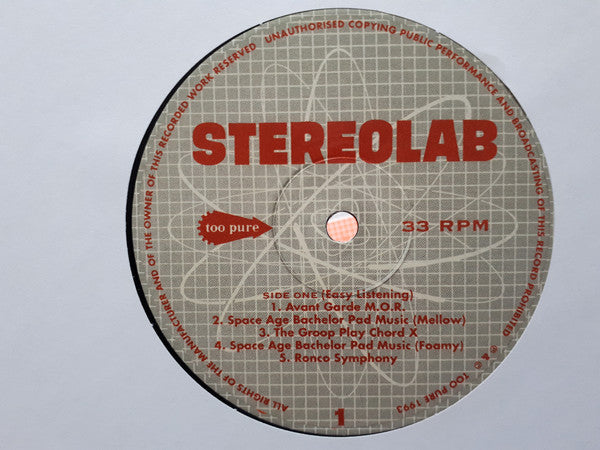 ALL RIGHTS OF THE MANUFACTURER AND OF THE OWNER OF THIS RECORDED WORK RESERVED UNAUTHORISED COPYING PUBLIC PERFORMANCE AND BROADCASTING OF THIS RECORD PROHIBITED ℗ & © TOO PURE 1993
STEREOLAB
too pure
33 RPM
SIDE ONE (Easy Listening)
1. Avant Garde M.O.R.
2. Space Age Bachelor Pad Music (Mellow)
3. The Groop Play Chord X
4. Space Age Bachelor Pad Music (Foamy)
5. Ronco Symphony
1